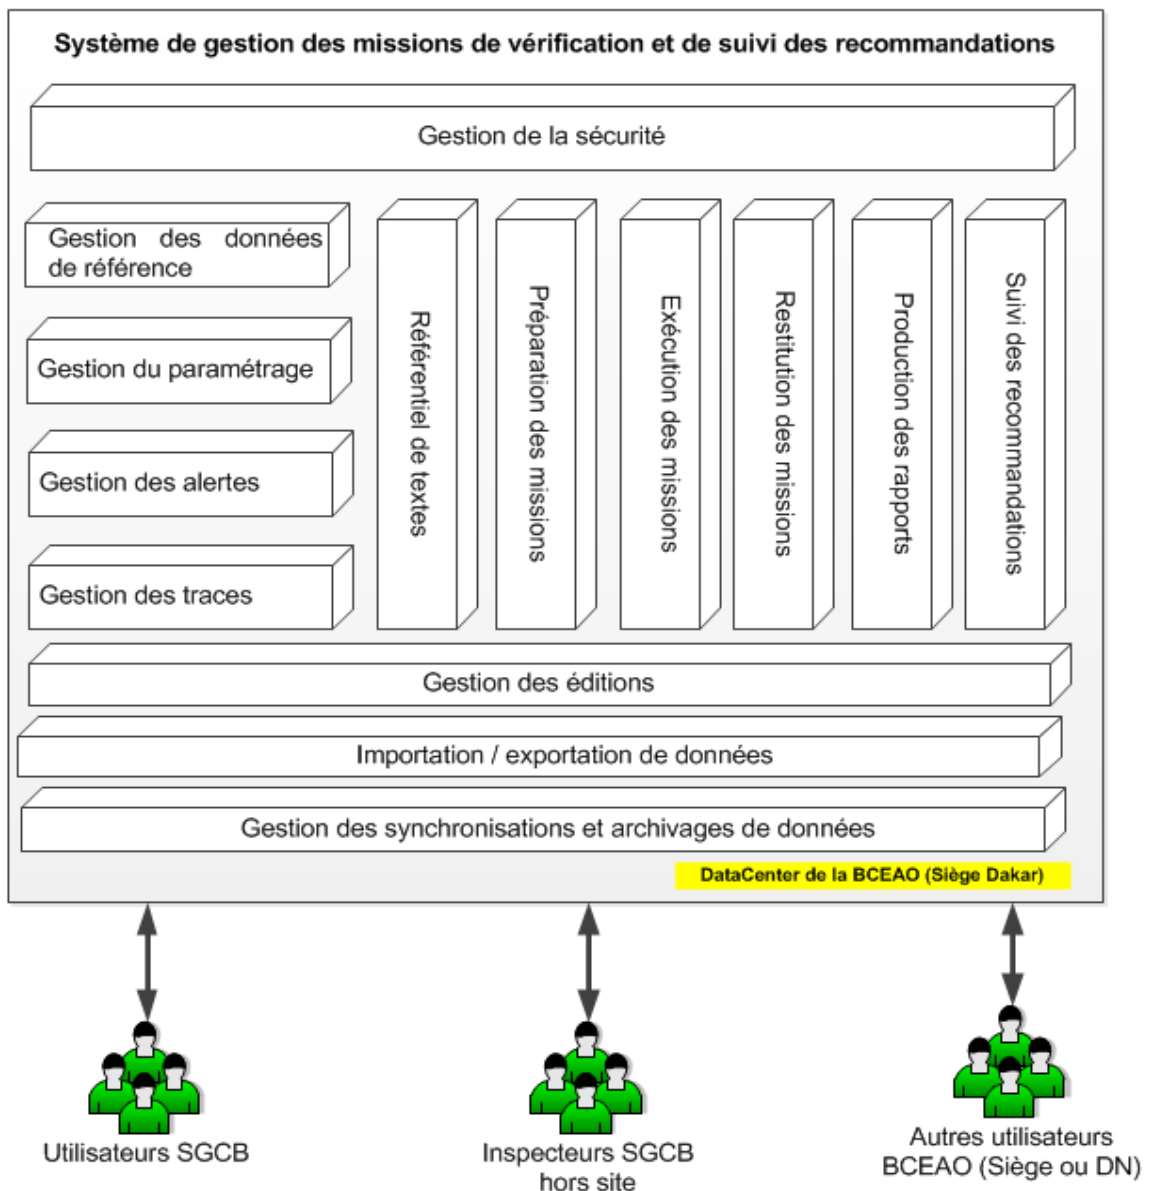 Système de gestion des missions de vérification et de suivi des recommandations
Gestion de la sécurité
Gestion des données
de référence
Gestion du paramétrage
Gestion des alertes
Gestion des traces
Référentiel de textes
Préparation des missions
Exécution des missions
Restitution des missions
Production des rapports
Suivi des recommandations
Gestion des éditions
Importation / exportation de données
Gestion des synchronisations et archivages de données
DataCenter de la BCEAO (Siège Dakar)
Utilisateurs SGCB
Inspecteurs SGCB
hors site
Autres utilisateurs
BCEAO (Siège ou DN)